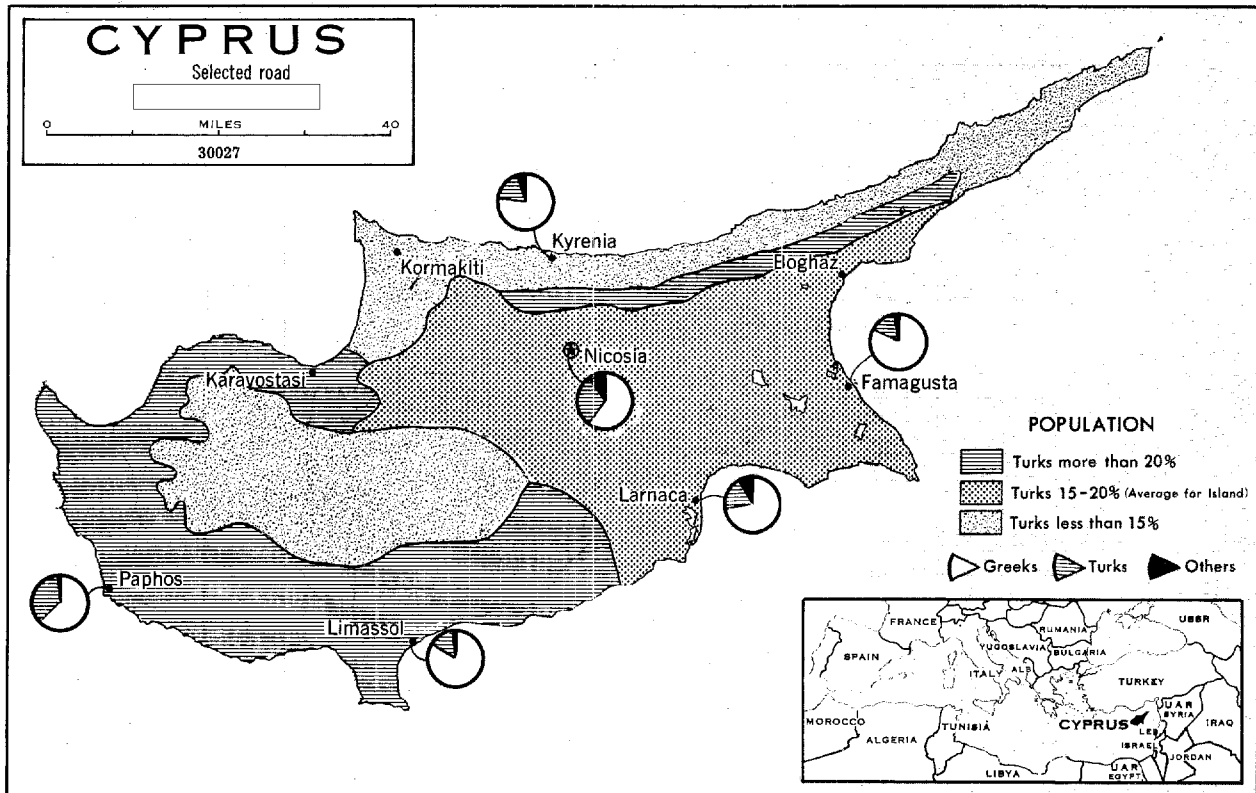 CYPRUS
Selected road
0 MILES 40
30027
Kyrenia
Kormakiti
Boghaz
Nicosia
Karavostasi
Famagusta
Larnaca
Paphos
Limassol
POPULATION
Turks more than 20%
Turks 15-20% (Average for Island)
Turks less than 15%
Greeks Turks Others
FRANCE
RUMANIA
USSR
YUGOSLAVIA
BULGARIA
SPAIN
ITALY
ALB
TURKEY
UAR
SYRIA
MOROCCO
TUNISIA
CYPRUS
LEB
IRAQ
ALGERIA
ISRAEL
JORDAN
LIBYA
UAR
EGYPT